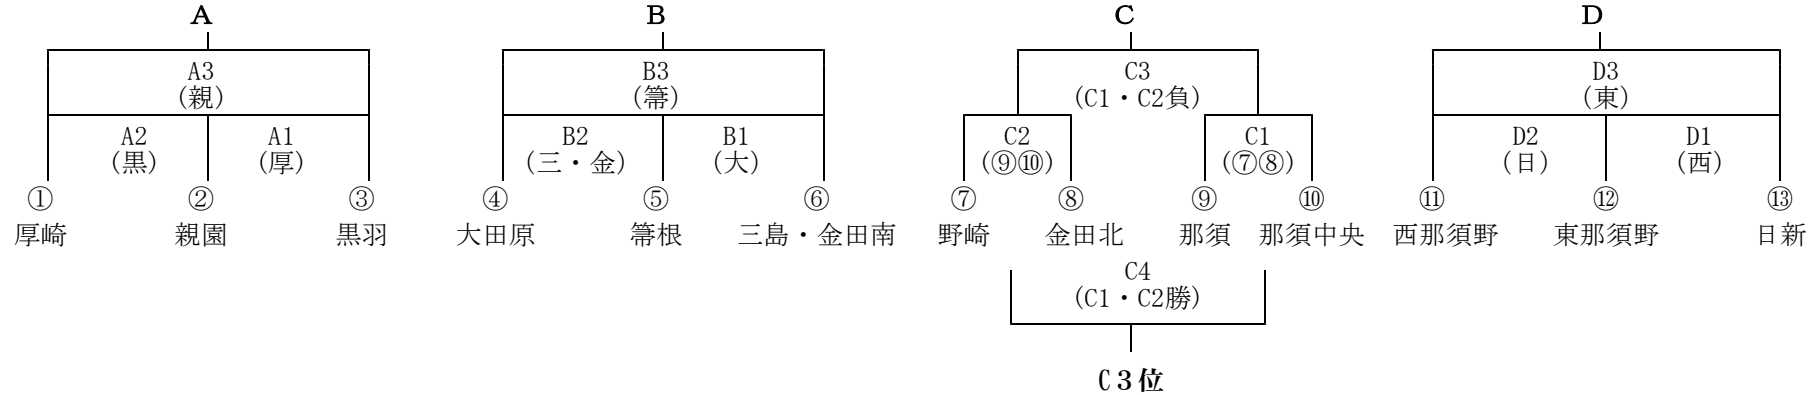 A
A3
(親)
A2
(黒)
A1
(厚)
①
②
③
厚崎
親園
黒羽
B
B3
(箒)
B2
(三・金)
B1
(大)
④
⑤
⑥
大田原
箒根
三島・金田南
C
C3
(C1・C2負)
C2
(⑨⑩)
C1
(⑦⑧)
⑦
⑧
⑨
⑩
野崎
金田北
那須
那須中央
C4
(C1・C2勝)
C3位
D
D3
(東)
D2
(日)
D1
(西)
⑪
⑫
⑬
西那須野
東那須野
日新